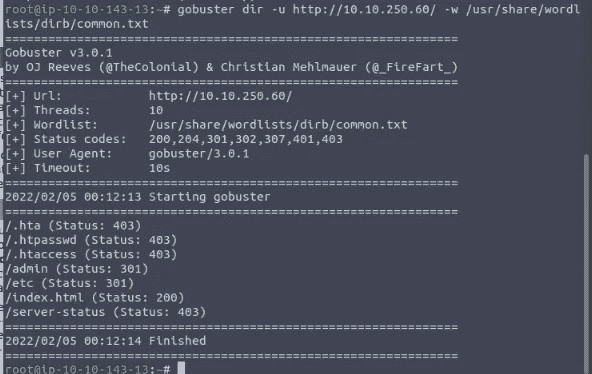 root@ip-10-10-143-13:~# gobuster dir -u http://10.10.250.60/ -w /usr/share/wordl
ists/dirb/common.txt
===============================================================
Gobuster v3.0.1
by OJ Reeves (@TheColonial) & Christian Mehlmauer (@_FireFart_)
===============================================================
[+] Url:            http://10.10.250.60/
[+] Threads:        10
[+] Wordlist:       /usr/share/wordlists/dirb/common.txt
[+] Status codes:   200,204,301,302,307,401,403
[+] User Agent:     gobuster/3.0.1
[+] Timeout:        10s
===============================================================
2022/02/05 00:12:13 Starting gobuster
===============================================================
/.hta (Status: 403)
/.htpasswd (Status: 403)
/.htaccess (Status: 403)
/admin (Status: 301)
/etc (Status: 301)
/index.html (Status: 200)
/server-status (Status: 403)
===============================================================
2022/02/05 00:12:14 Finished
===============================================================
root@ip-10-10-143-13:~#